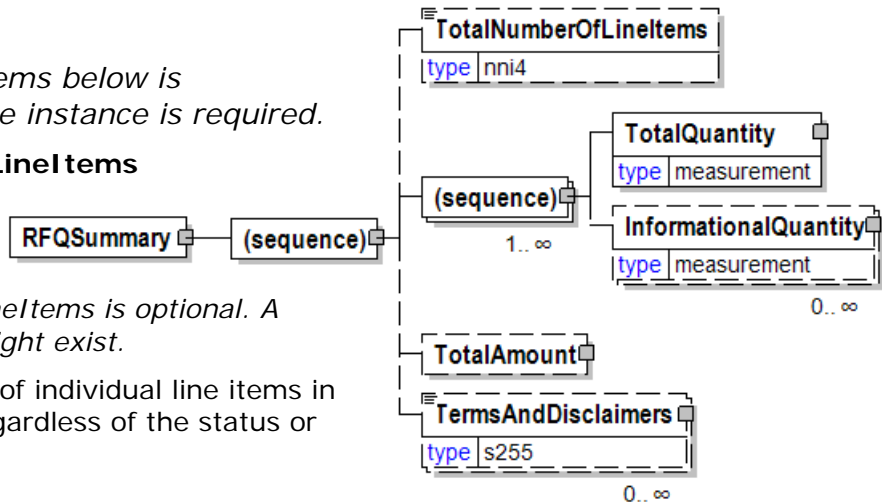 ems below is
e instance is required.
LineItems
neItems is optional. A
ight exist.
of individual line items in
gardless of the status or
RFQSummary
(sequence)
TotalNumberOfLineItems
type nni4
(sequence)
1.. ∞
TotalQuantity
type measurement
InformationalQuantity
type measurement
0.. ∞
TotalAmount
TermsAndDisclaimers
type s255
0.. ∞